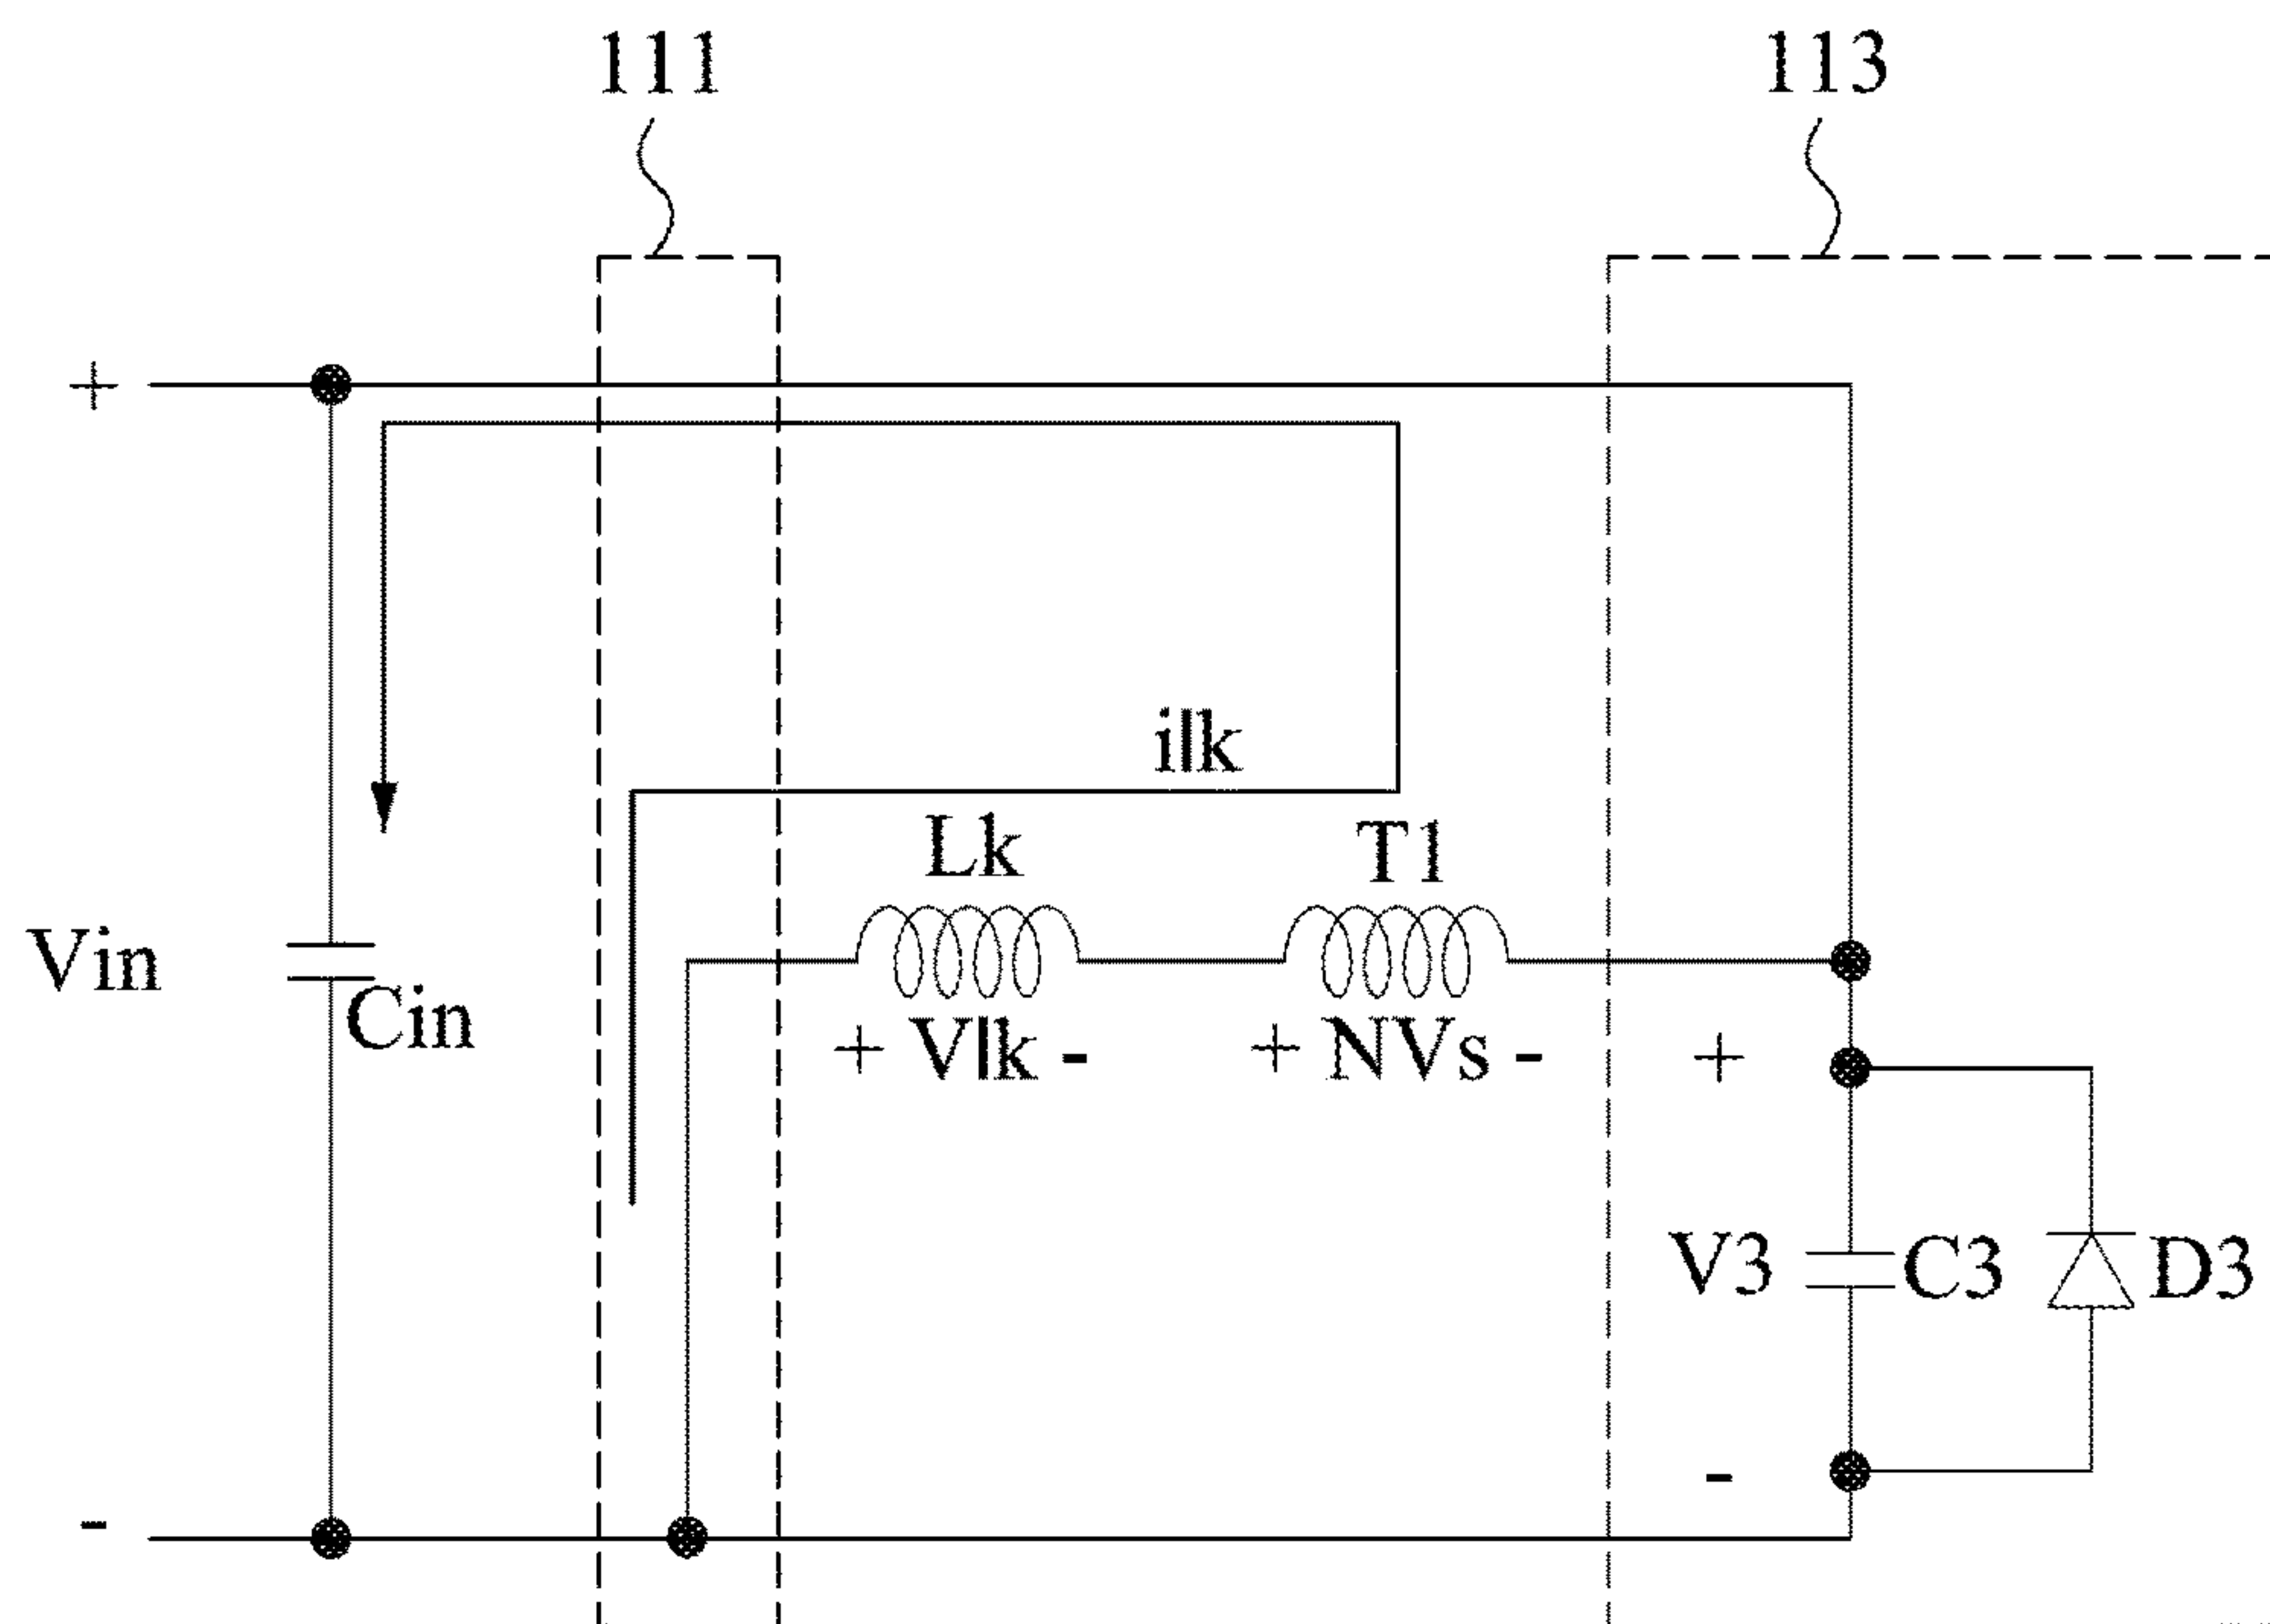 111
113
+
ilk
Lk
T1
Vin
Cin
+ Vlk -
+ NVs -
+
V3
C3
D3
-
-